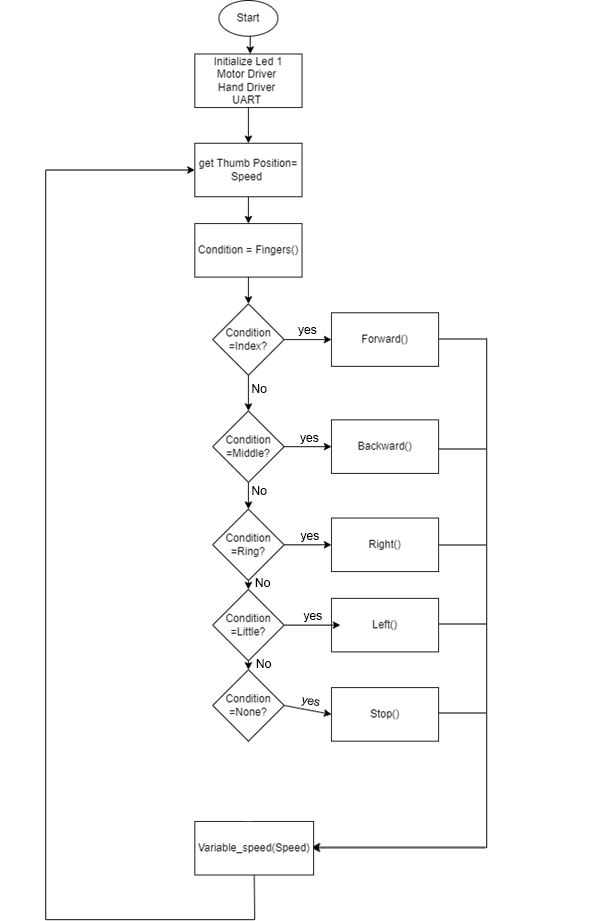 Start
Initialize Led 1
Motor Driver
Hand Driver
UART
get Thumb Position=
Speed
Condition = Fingers()
Condition
=Index?
yes
Forward()
No
Condition
=Middle?
yes
Backward()
No
Condition
=Ring?
yes
Right()
No
Condition
=Little?
yes
Left()
No
Condition
=None?
yes
Stop()
Variable_speed(Speed)